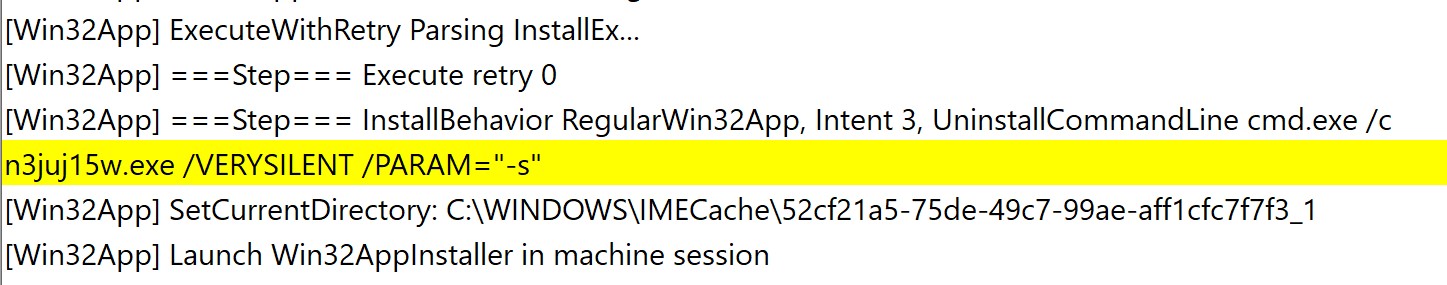 [Win32App] ExecuteWithRetry Parsing InstallEx...
[Win32App] ===Step=== Execute retry 0
[Win32App] ===Step=== InstallBehavior RegularWin32App, Intent 3, UninstallCommandLine cmd.exe /c
n3juj15w.exe /VERYSILENT /PARAM="-s"
[Win32App] SetCurrentDirectory: C:\WINDOWS\IMECache\52cf21a5-75de-49c7-99ae-aff1cfc7f7f3_1
[Win32App] Launch Win32AppInstaller in machine session